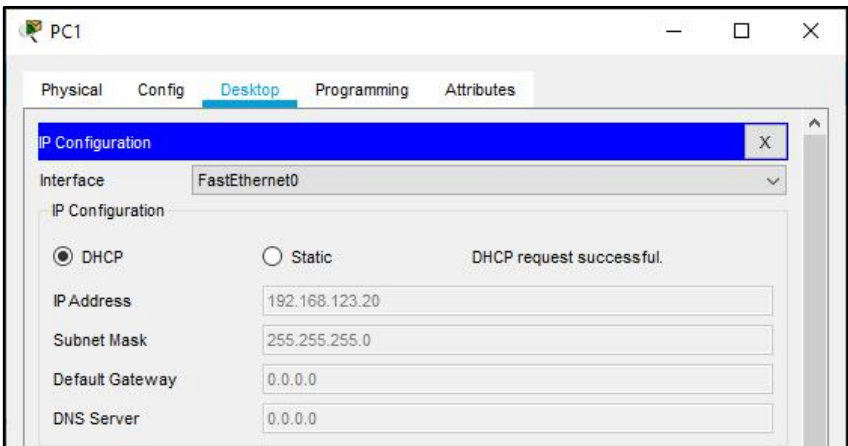 PC1
Physical Config Desktop Programming Attributes
IP Configuration X
Interface FastEthernet0
IP Configuration
DHCP Static DHCP request successful.
IP Address 192.168.123.20
Subnet Mask 255.255.255.0
Default Gateway 0.0.0.0
DNS Server 0.0.0.0